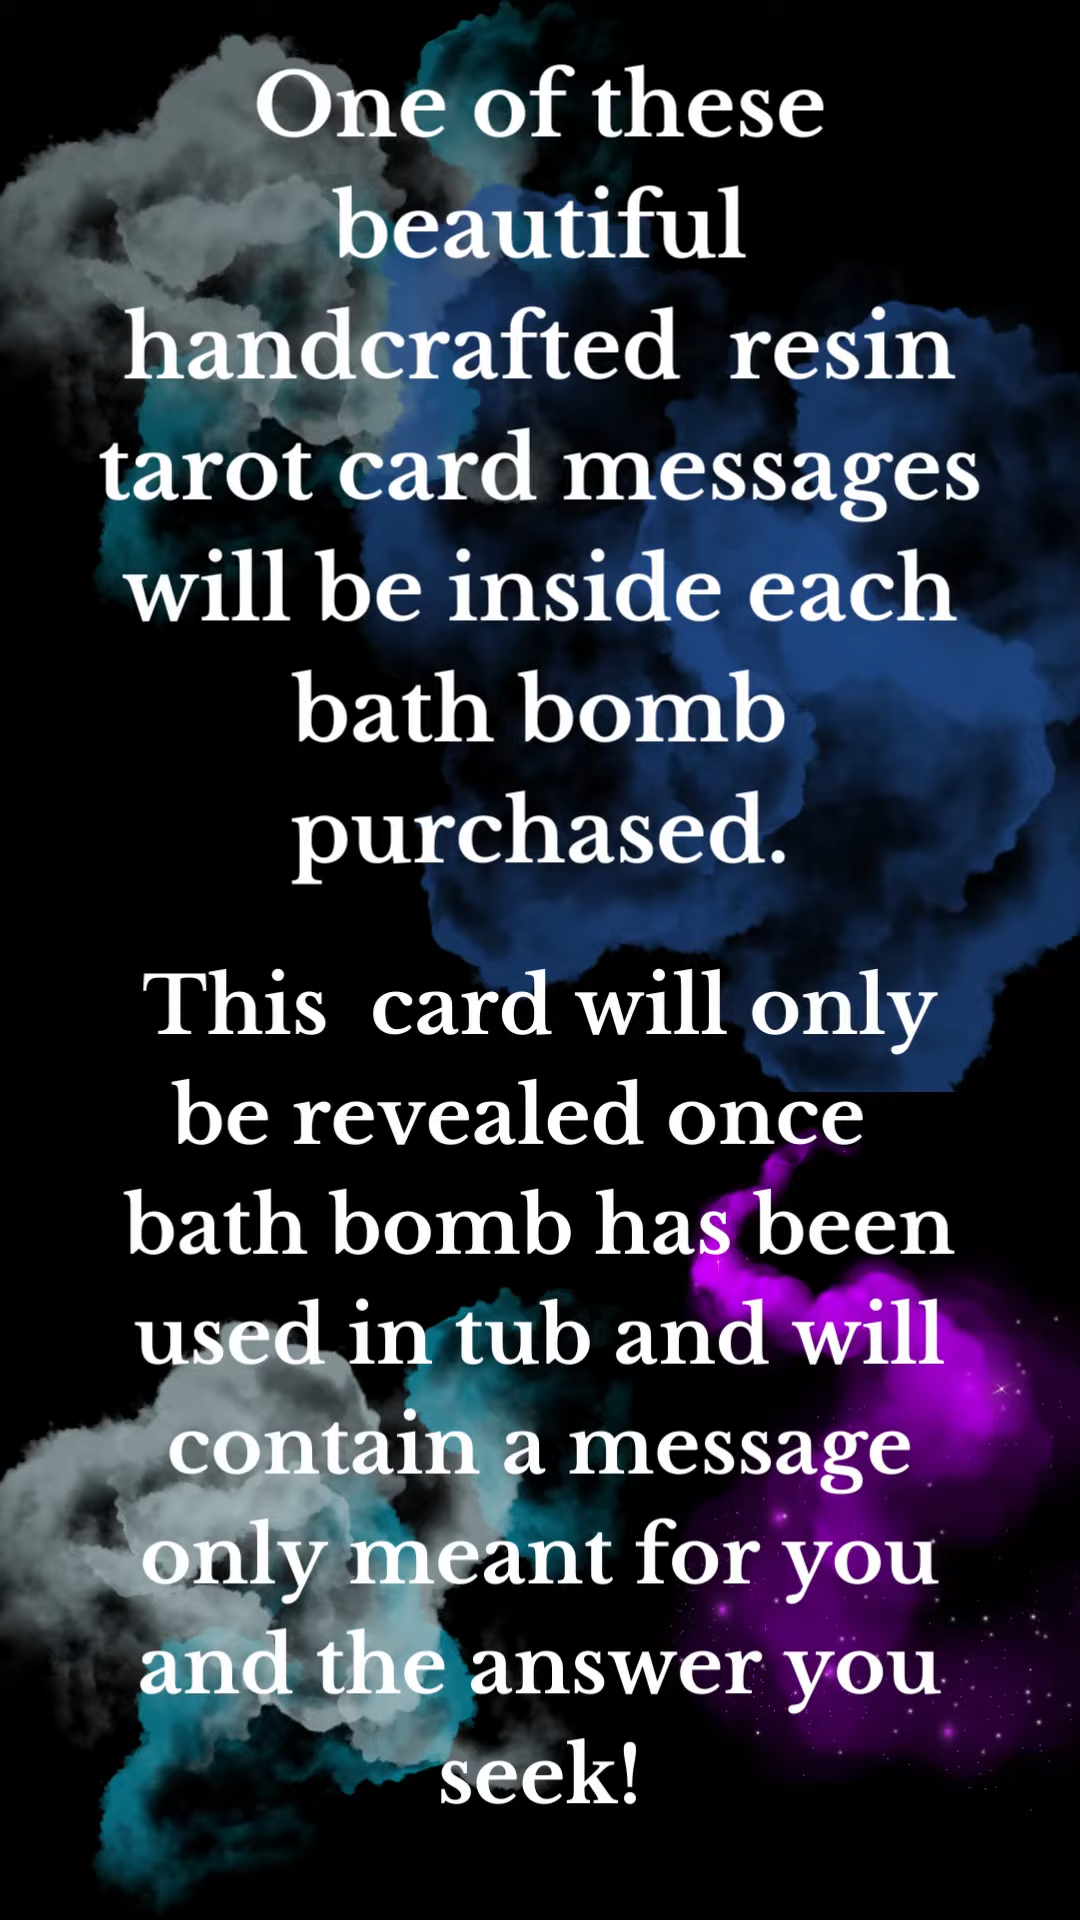 One of these
beautiful
handcrafted  resin
tarot card messages
will be inside each
bath bomb
purchased.
This  card will only
be revealed once
bath bomb has been
used in tub and will
contain a message
only meant for you
and the answer you
seek!